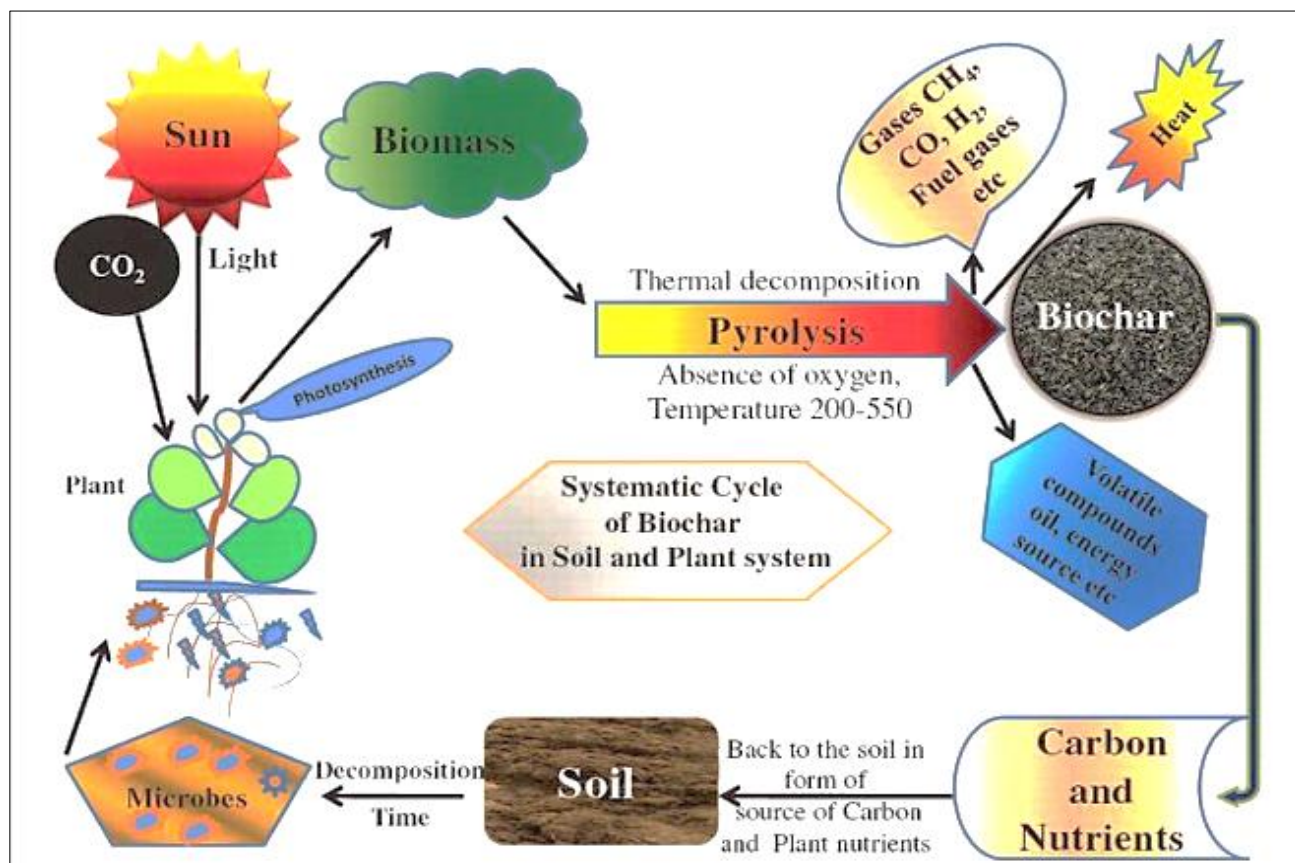 Sun
CO₂
Light
Biomass
Photosynthesis
Plant
Thermal decomposition
Pyrolysis
Absence of oxygen,
Temperature 200-550
Gases CH₄,
CO, H₂,
Fuel gases
etc
Heat
Biochar
Volatile
compounds
oil, energy
source etc
Systematic Cycle
of Biochar
in Soil and Plant system
Carbon
and
Nutrients
Back to the soil in
form of
source of Carbon
and Plant nutrients
Soil
Decomposition
Time
Microbes